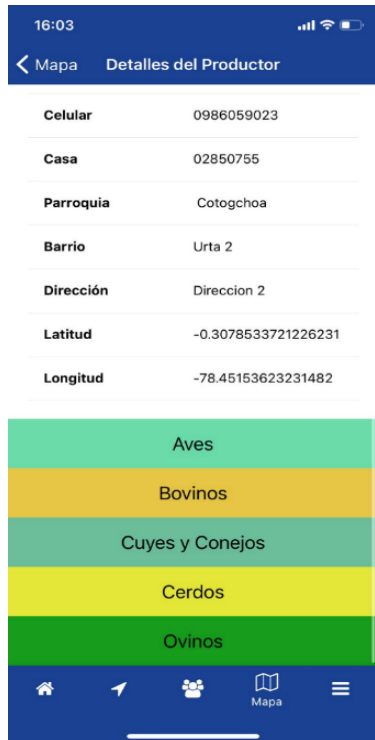 16:03
Mapa Detalles del Productor
Celular 0986059023
Casa 02850755
Parroquia Cotogchoa
Barrio Urta 2
Dirección Direccion 2
Latitud -0.3078533721226231
Longitud -78.45153623231482
Aves
Bovinos
Cuyes y Conejos
Cerdos
Ovinos
Mapa